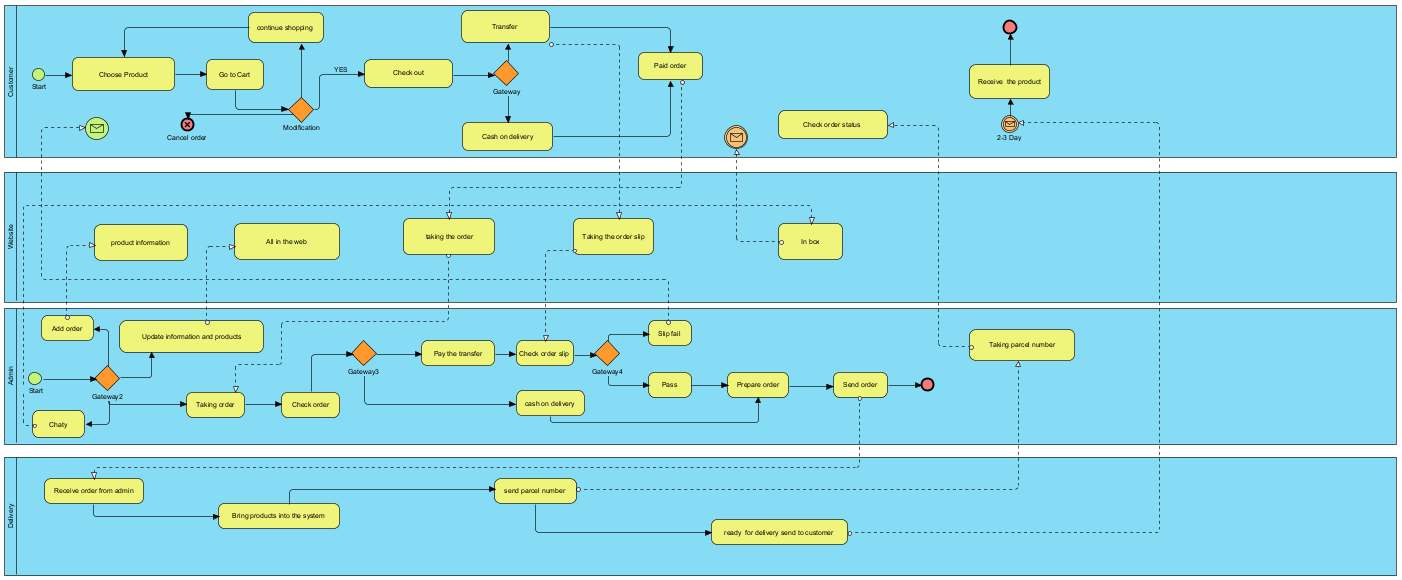 Customer
Start
Choose Product
continue shopping
Go to Cart
Cancel order
Modification
YES
Check out
Transfer
Gateway
Cash on delivery
Paid order
Check order status
Receive the product
2-3 Day
Website
product information
All in the web
taking the order
Taking the order slip
In box
Admin
Add order
Start
Update information and products
Gateway2
Chaty
Taking order
Check order
Gateway3
Pay the transfer
Check order slip
cash on delivery
Gateway4
Slip fail
Pass
Prepare order
Send order
Taking parcel number
Delivery
Receive order from admin
Bring products into the system
send parcel number
ready for delivery send to customer